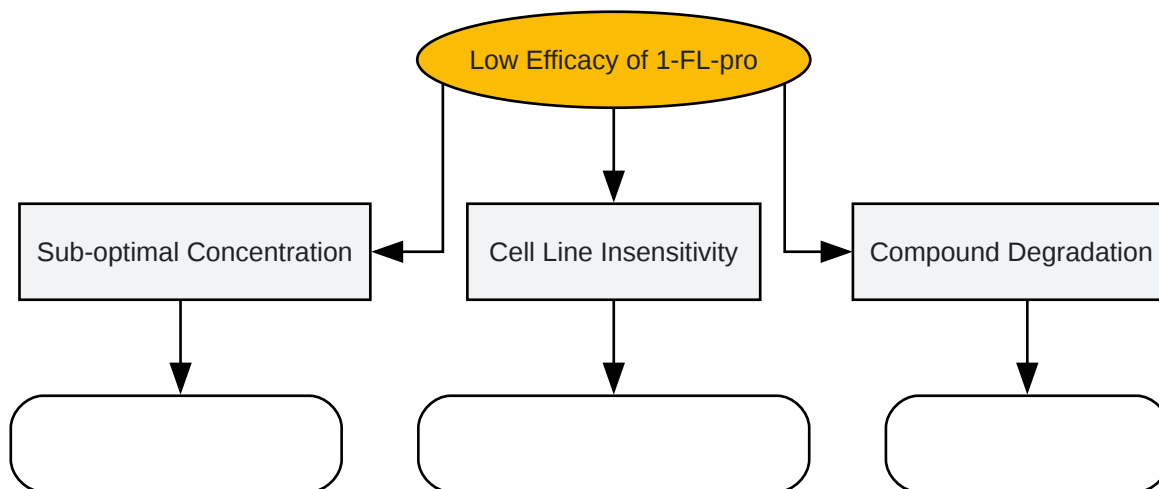 Low Efficacy of 1-FL-pro
Sub-optimal Concentration
Cell Line Insensitivity
Compound Degradation